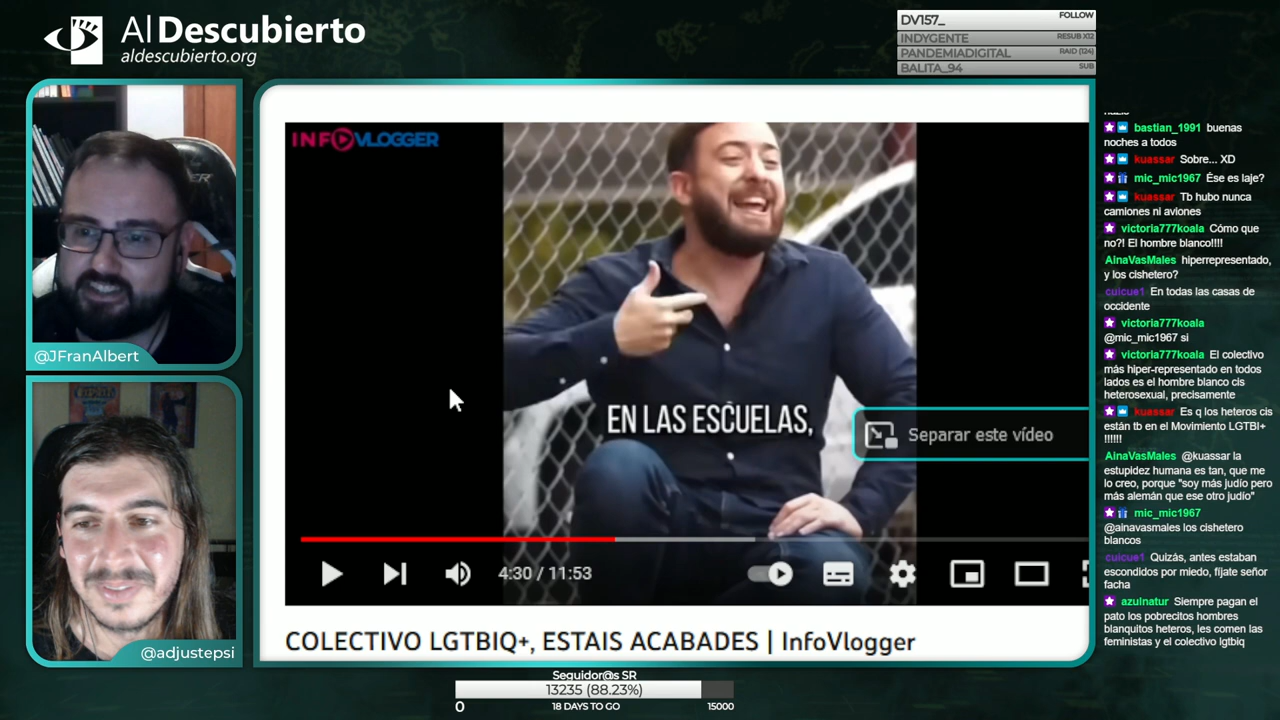 Al Descubierto
aldescubierto.org
DV157_ FOLLOW
INDYGENTE RESUB X12
PANDEMIADIGITAL RAID (124)
BALITA_94 SUB
@JFranAlbert
@adjustepsi
INFOVLOGGER
EN LAS ESCUELAS,
Separar este vídeo
4:30 / 11:53
COLECTIVO LGTBIQ+, ESTAIS ACABADES | InfoVlogger
bastian_1991 buenas
noches a todos
kuassar Sobre... XD
mic_mic1967 Ése es laje?
kuassar Tb hubo nunca
camiones ni aviones
victoria777koala Cómo que
no?! El hombre blanco!!!!
AinaVasMales hiperrepresentado,
y los cishetero?
cuicue1 En todas las casas de
occidente
victoria777koala
@mic_mic1967 si
victoria777koala El colectivo
más hiper-representado en todos
lados es el hombre blanco cis
heterosexual, precisamente
kuassar Es q los heteros cis
están tb en el Movimiento LGTBI+
!!!!!!
AinaVasMales @kuassar la
estupidez humana es tan, que me
lo creo, porque "soy más judío pero
más alemán que ese otro judío"
mic_mic1967
@ainavasmales los cishetero
blancos
cuicue1 Quizás, antes estaban
escondidos por miedo, fíjate señor
facha
azulnatur Siempre pagan el
pato los pobrecitos hombres
blanquitos heteros, les comen las
feministas y el colectivo lgtbiq
Seguidor@s SR
13235 (88.23%)
0 18 DAYS TO GO 15000